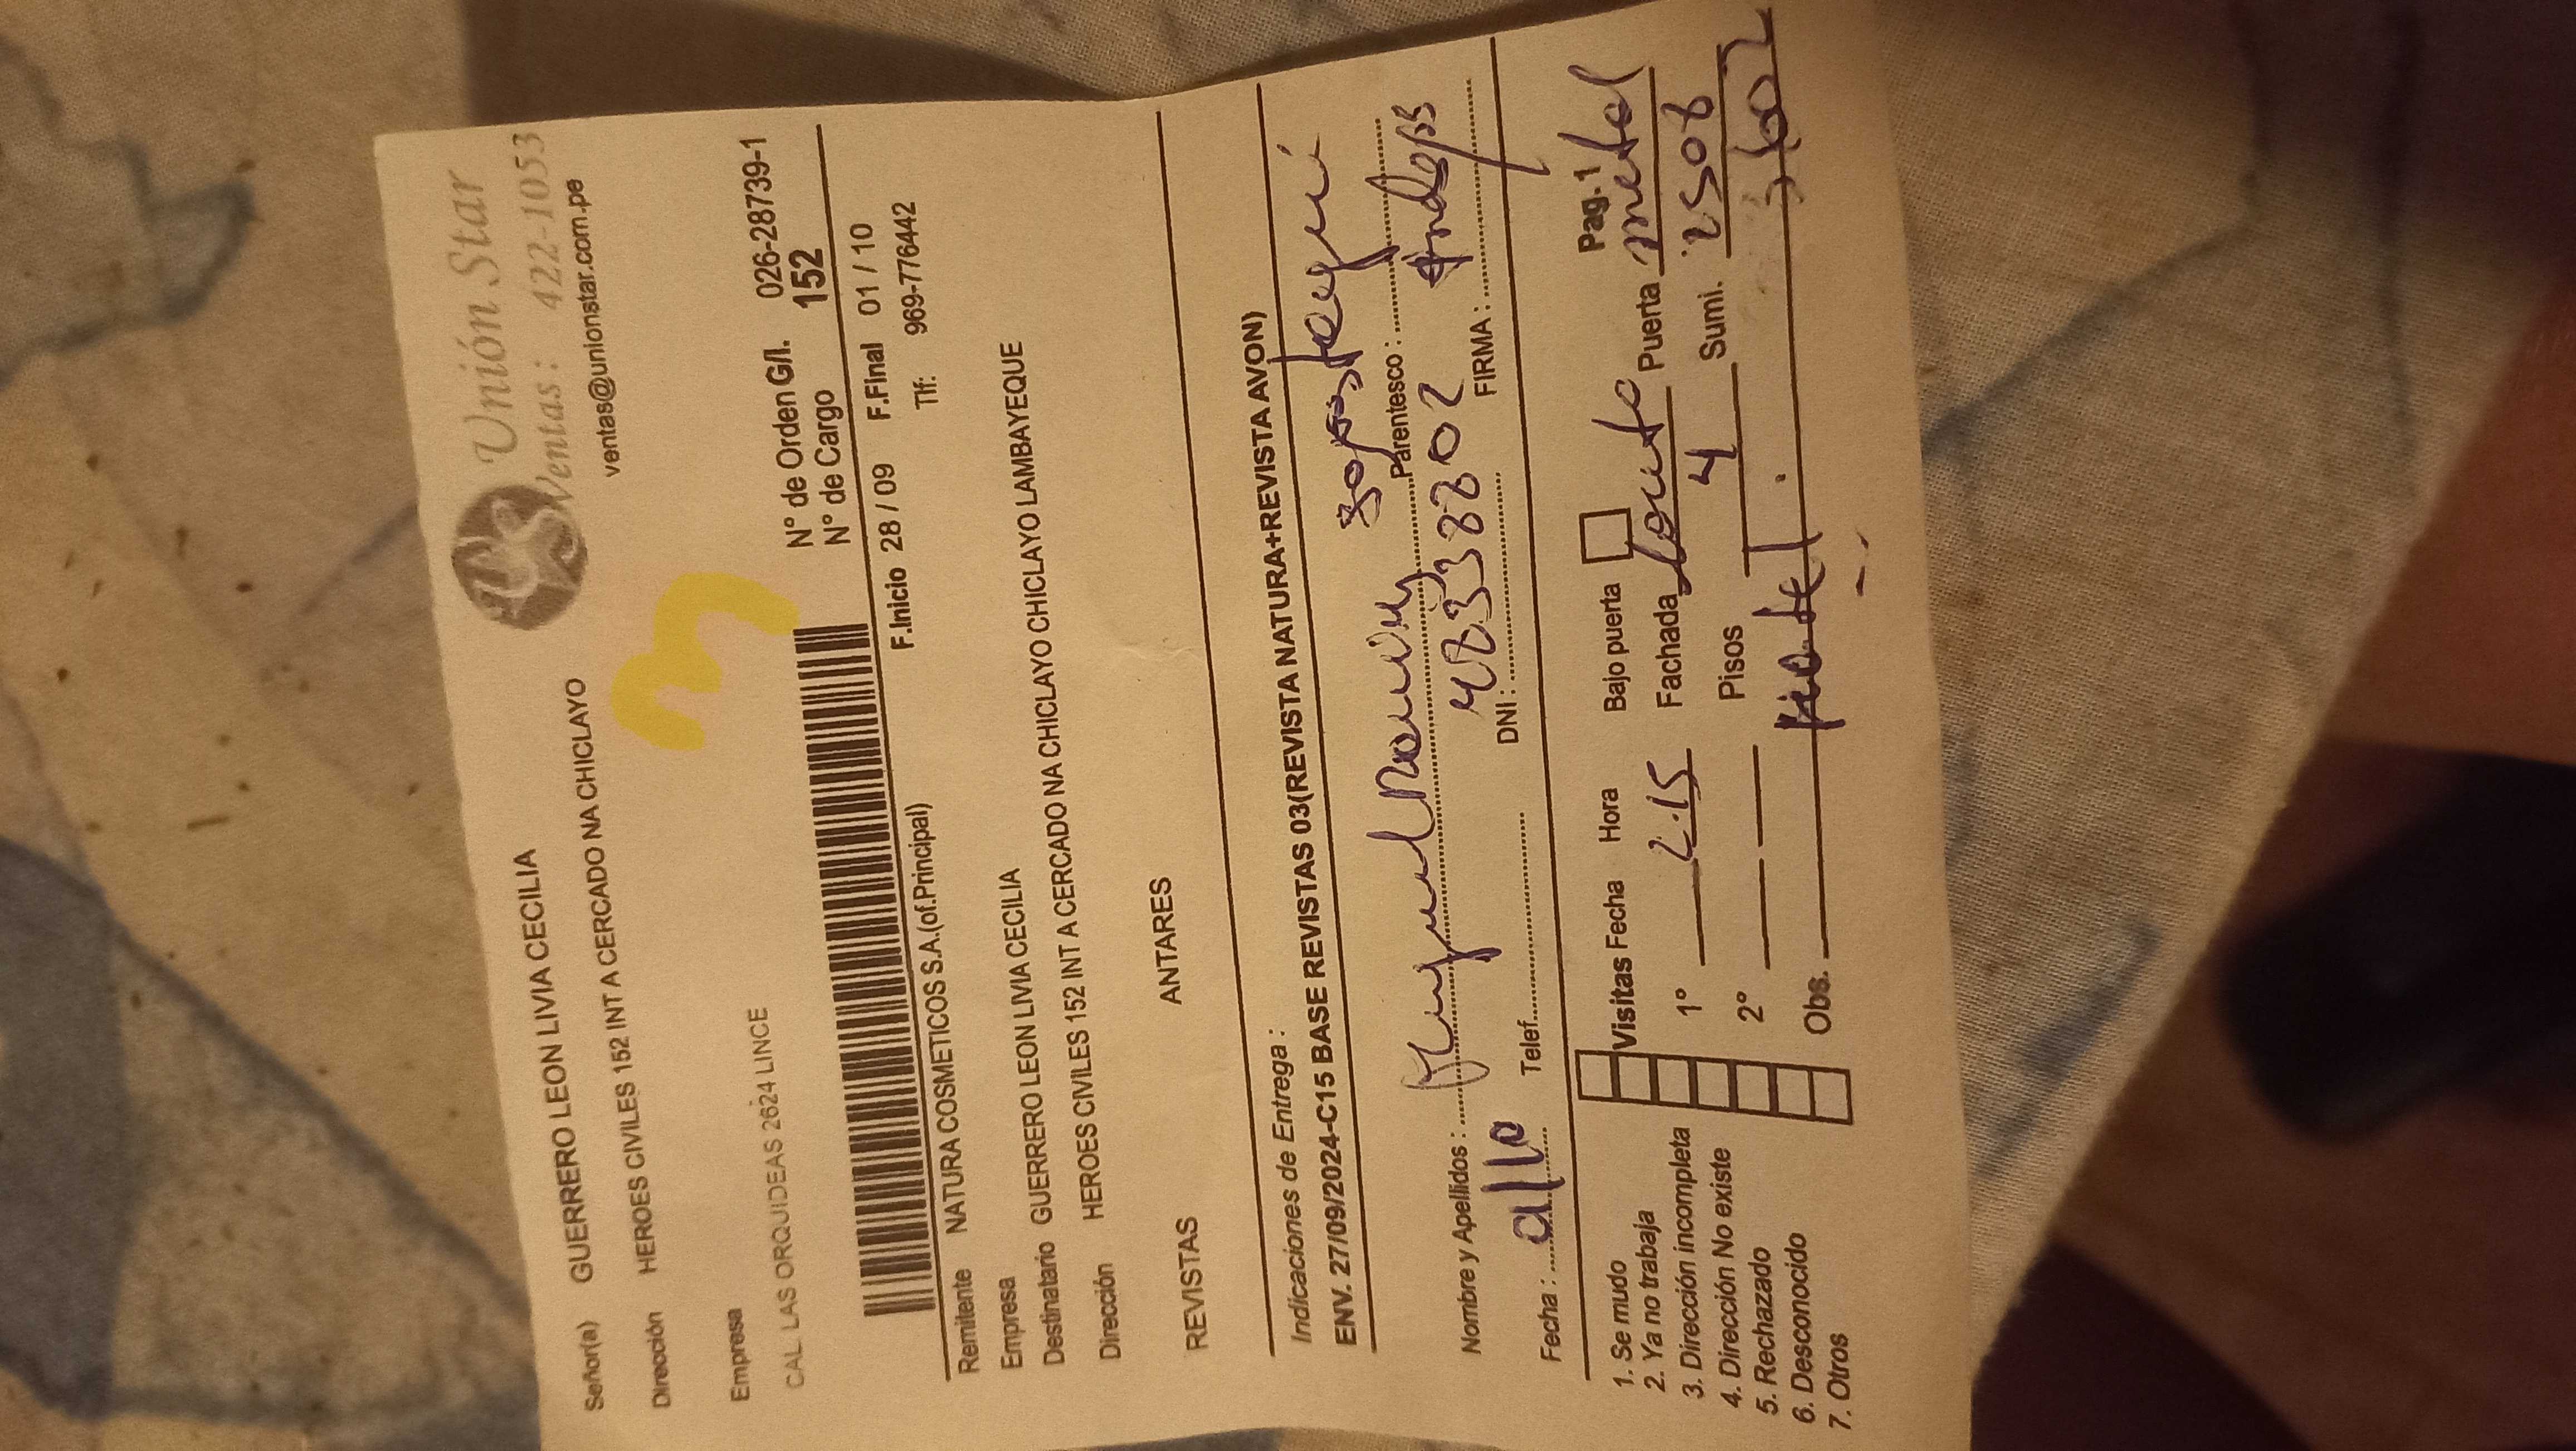 Unión Star
Ventas: 422-1053
ventas@unionstar.com.pe
Señor(a) GUERRERO LEON LIVIA CECILIA
Dirección HEROES CIVILES 152 INT A CERCADO NA CHICLAYO
Empresa
CAL LAS ORQUIDEAS 2624 LINCE
N° de Orden G/l. 026-28739-1
N° de Cargo 152
F.Inicio 28 / 09 F.Final 01 / 10
Remitente NATURA COSMETICOS S.A.(of.Principal) Tlf: 969-7776442
Empresa
Destinatario GUERRERO LEON LIVIA CECILIA
Dirección HEROES CIVILES 152 INT A CERCADO NA CHICLAYO CHICLAYO LAMBAYEQUE
REVISTAS ANTARES
Indicaciones de Entrega :
ENV. 27/09/2024-C15 BASE REVISTAS 03(REVISTA NATURA+REVISTA AVON)
Nombre y Apellidos : Parentesco :
48338802
Fecha : Telef. DNI : FIRMA :
Pag. 1
1. Se mudo
2. Ya no trabaja
3. Dirección incompleta
4. Dirección No existe
5. Rechazado
6. Desconocido
7. Otros
Visitas Fecha Hora Bajo puerta
1° 2.15 Fachada Puerta metal
2° Pisos 4 Sumi.
Obs.